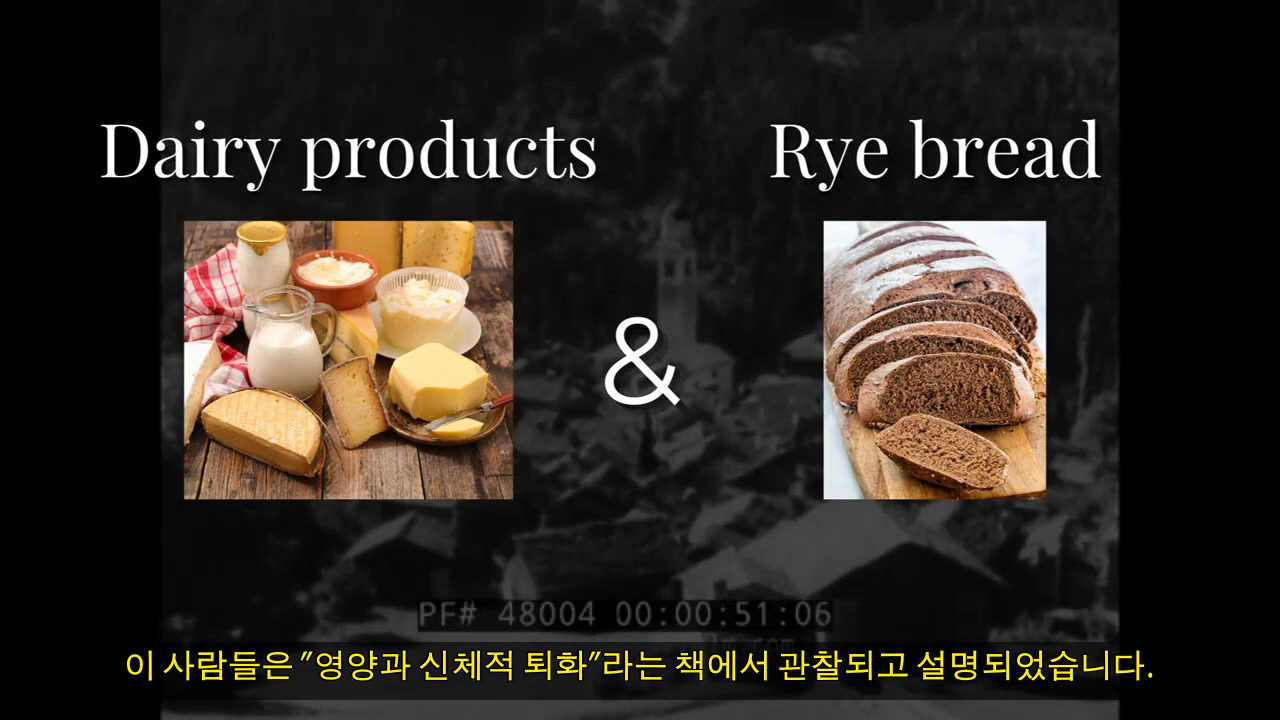 Dairy products
Rye bread
&
PF# 48004 00:00:51:06
이 사람들은 "영양과 신체적 퇴화"라는 책에서 관찰되고 설명되었습니다.